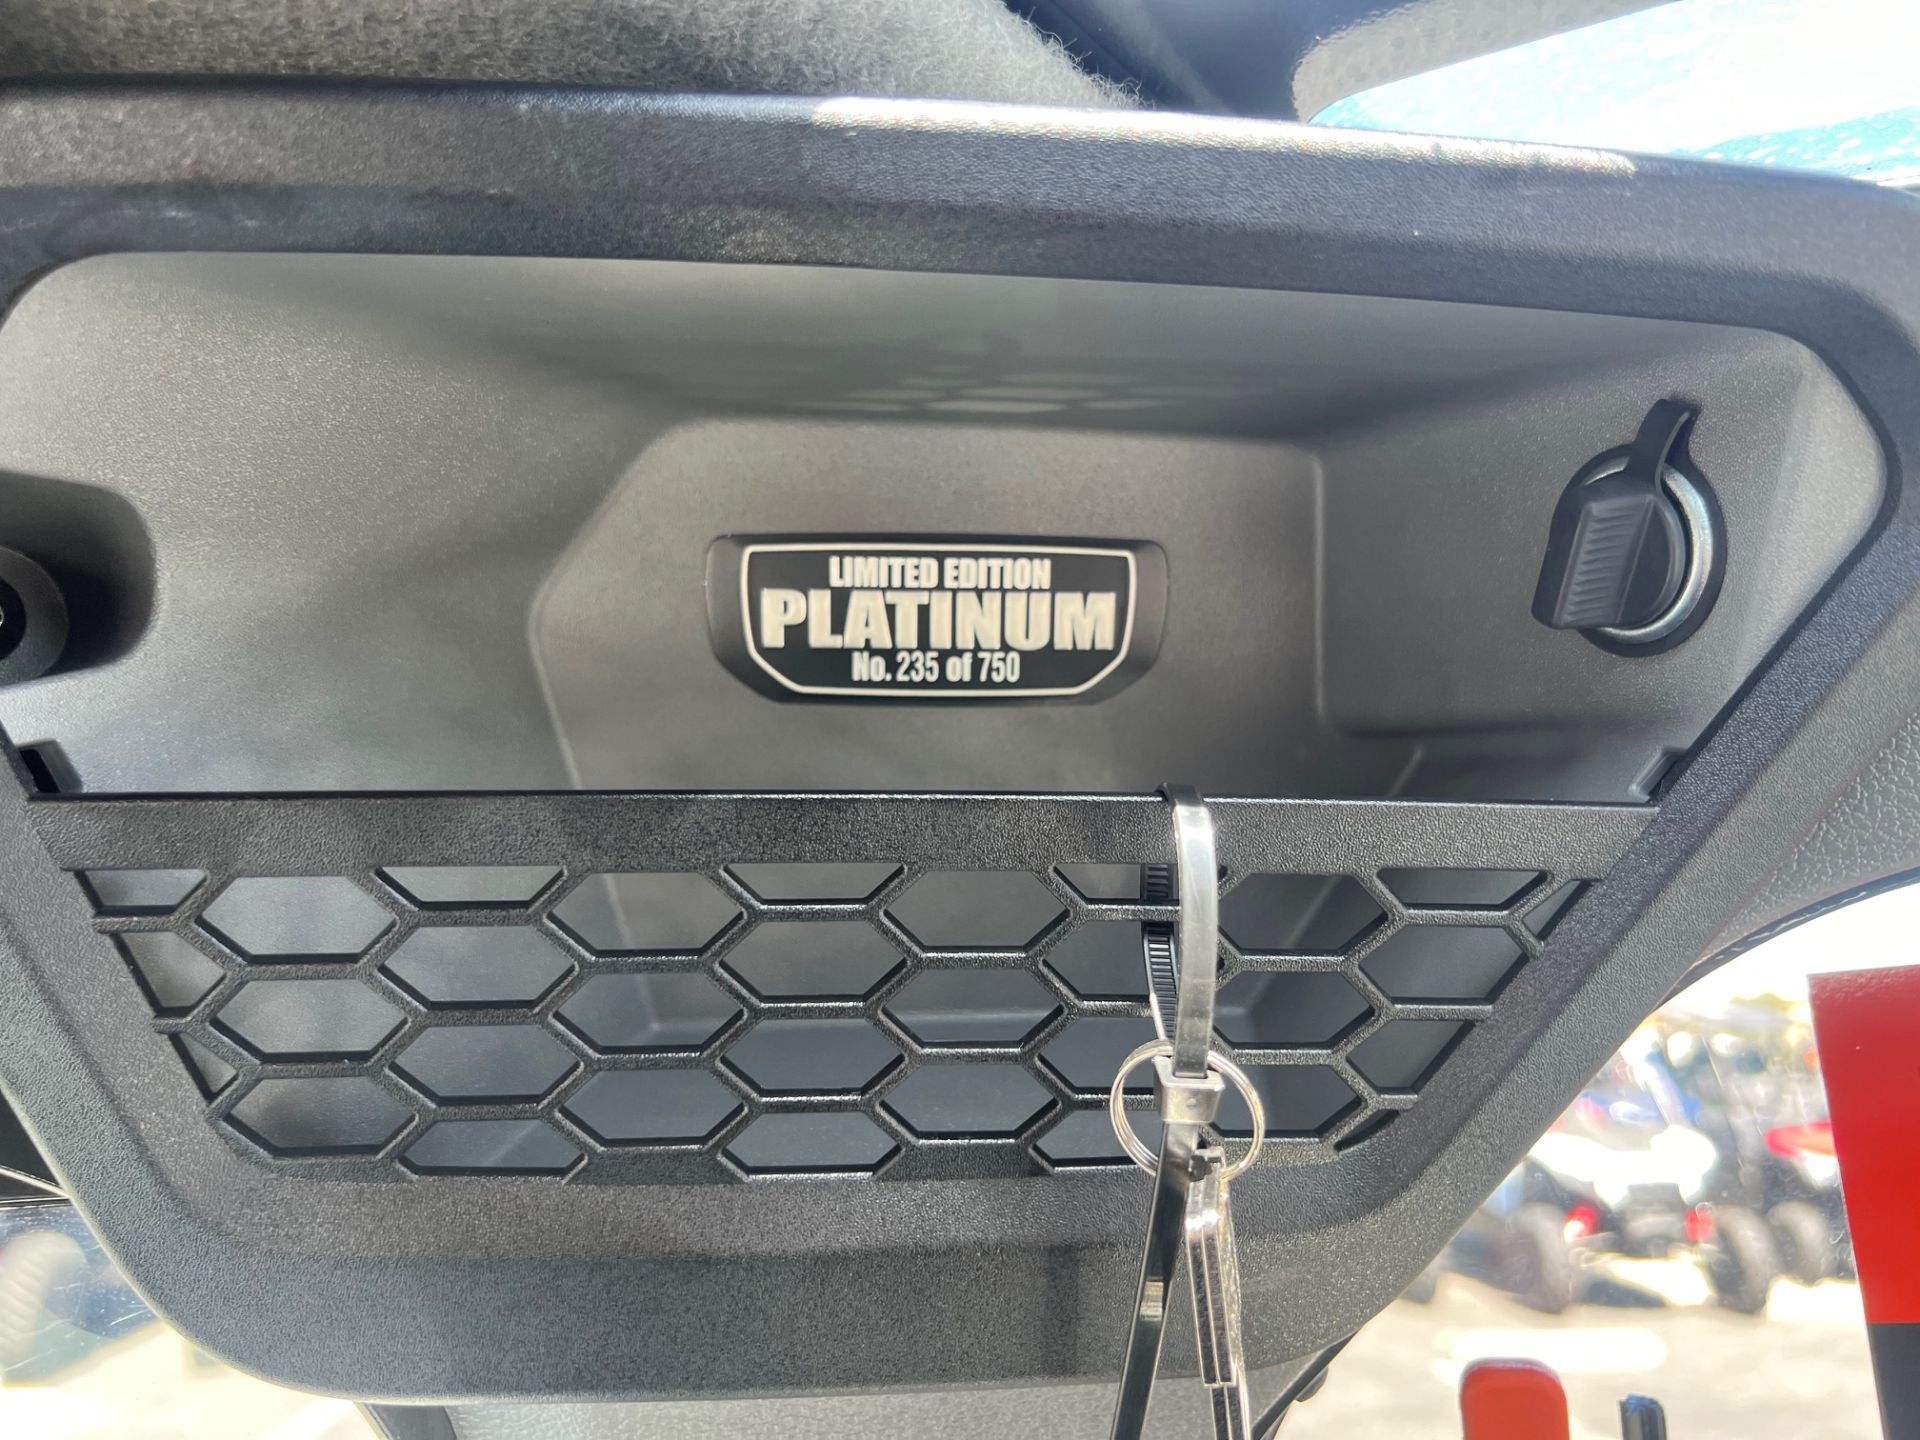 LIMITED EDITION
PLATINUM
No. 235 of 750